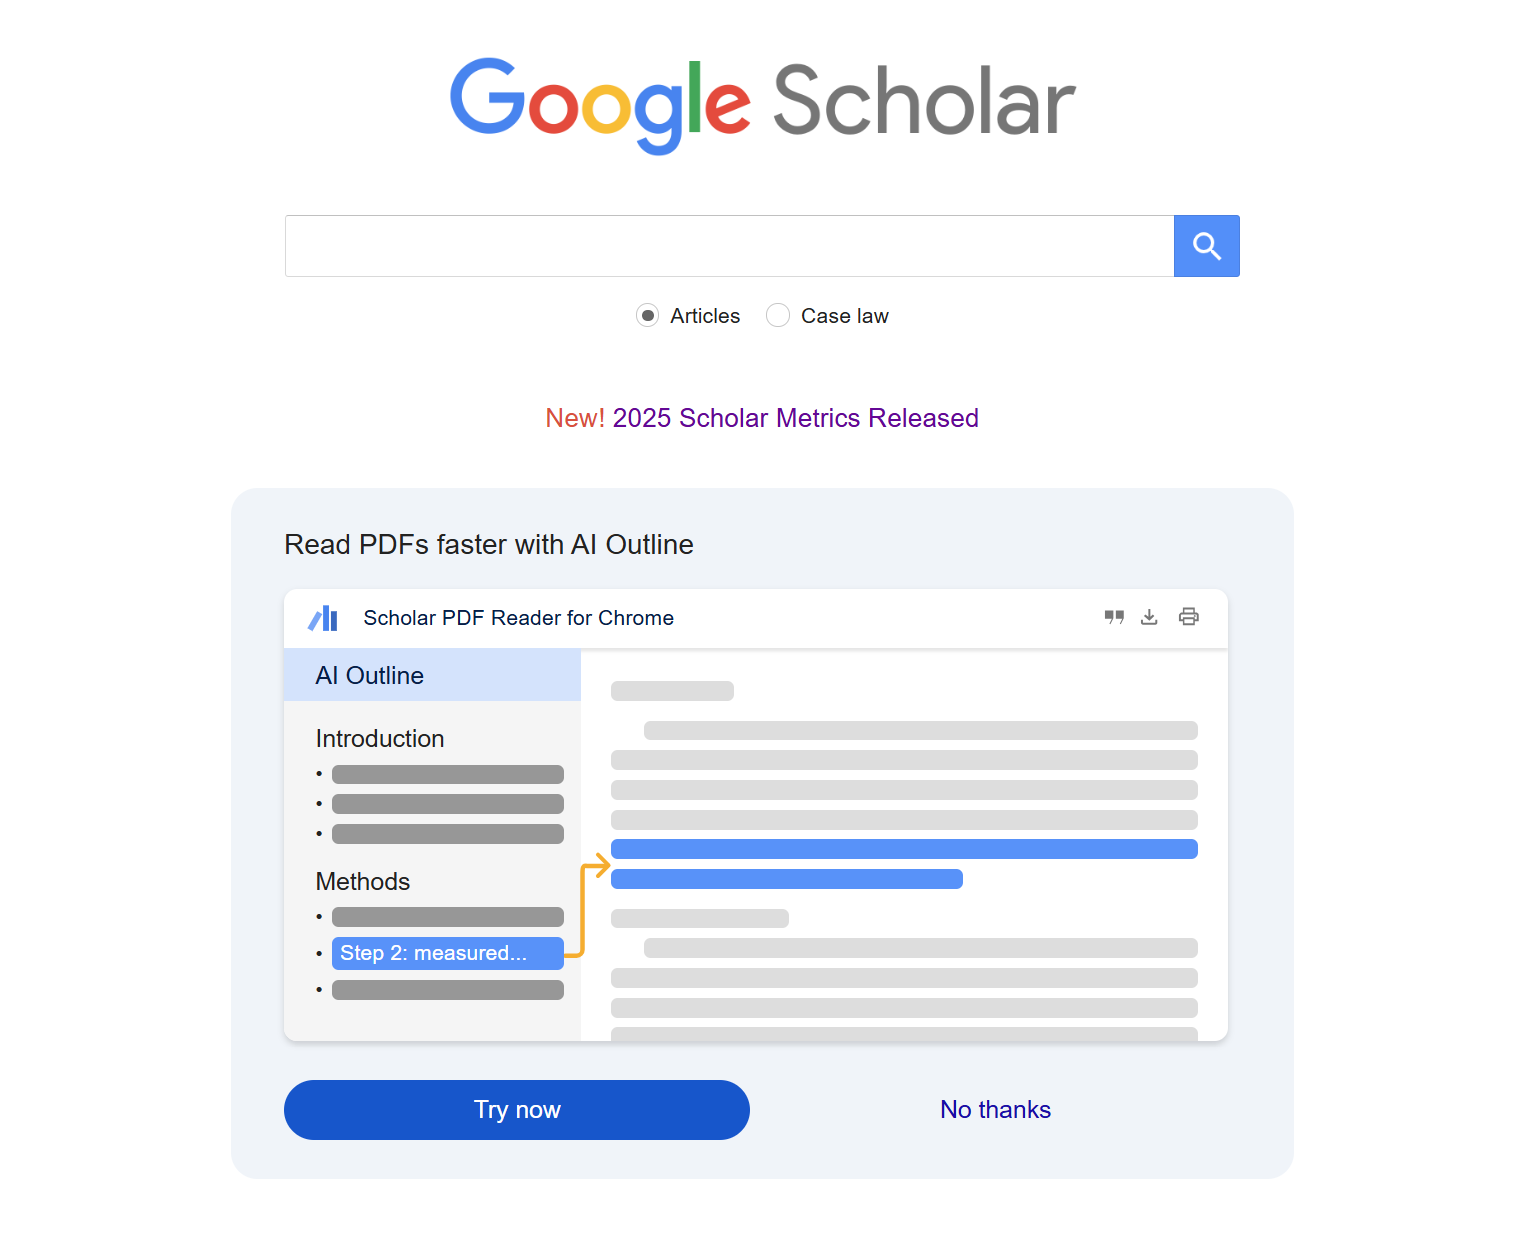 Google Scholar
Articles Case law
New! 2025 Scholar Metrics Released
Read PDFs faster with AI Outline
Scholar PDF Reader for Chrome
AI Outline
Introduction
Methods
Step 2: measured...
Try now
No thanks